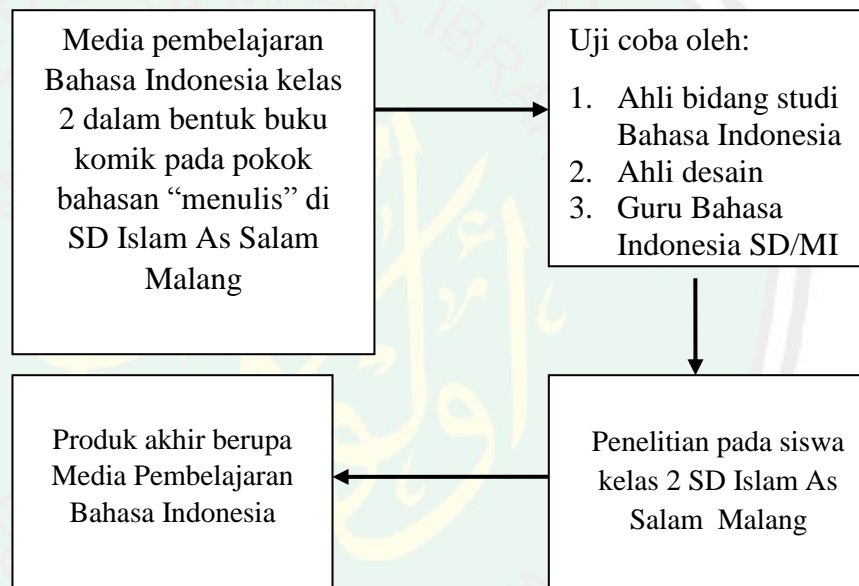 Media pembelajaran
Bahasa Indonesia kelas
2 dalam bentuk buku
komik pada pokok
bahasan “menulis” di
SD Islam As Salam
Malang
Uji coba oleh:
1. Ahli bidang studi
Bahasa Indonesia
2. Ahli desain
3. Guru Bahasa
Indonesia SD/MI
Penelitian pada siswa
kelas 2 SD Islam As
Salam Malang
Produk akhir berupa
Media Pembelajaran
Bahasa Indonesia